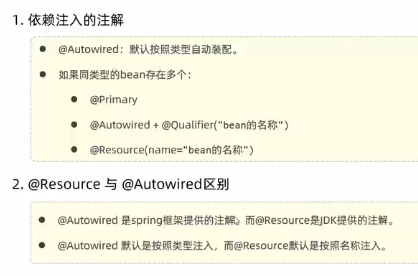 1. 依赖注入的注解
● @Autowired：默认按照类型自动装配。
● 如果同类型的bean存在多个：
● @Primary
● @Autowired + @Qualifier("bean的名称")
● @Resource(name="bean的名称")
2. @Resource 与 @Autowired区别
● @Autowired 是spring框架提供的注解，而@Resource是JDK提供的注解。
● @Autowired 默认是按照类型注入，而@Resource默认是按照名称注入。